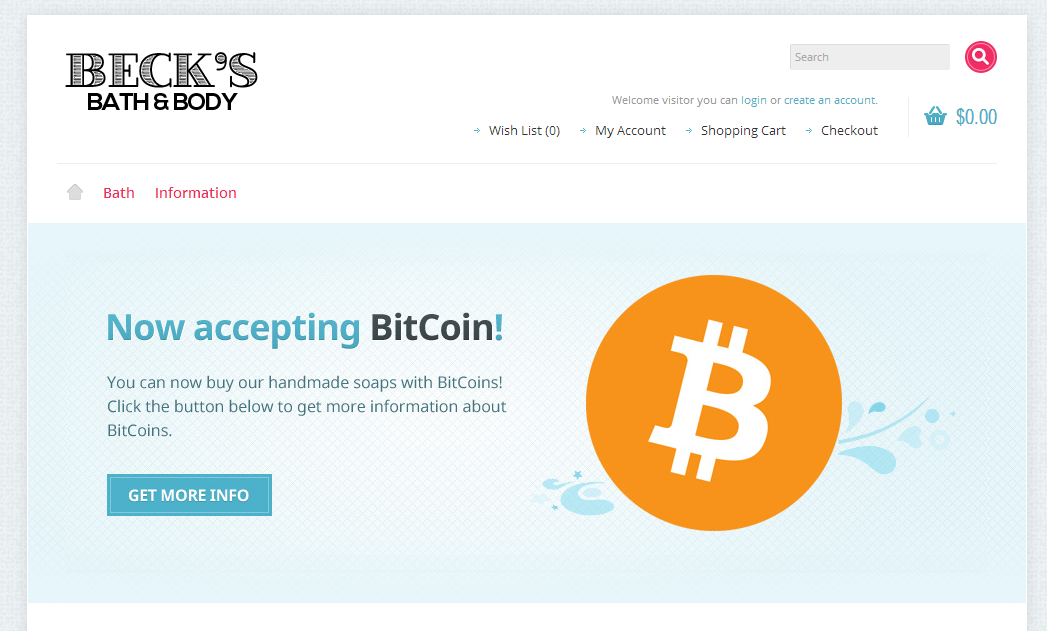 BECK'S
BATH & BODY
Search
Welcome visitor you can login or create an account.
Wish List (0) My Account Shopping Cart Checkout
$0.00
Bath Information
Now accepting BitCoin!
You can now buy our handmade soaps with BitCoins!
Click the button below to get more information about
BitCoins.
GET MORE INFO